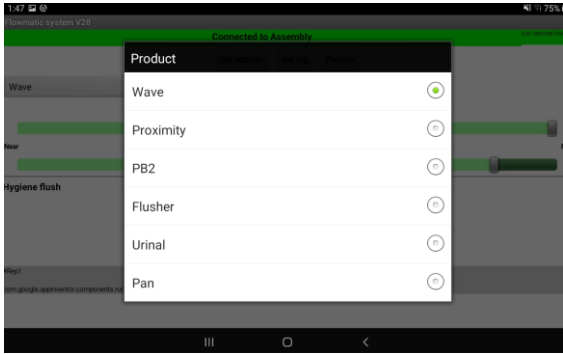 1:47
75%
Flowmatic system V28
Connected to Assembly
Product
Wave
Wave
Proximity
Near
PB2
Hygiene flush
Flusher
Urinal
Pan
com.google.appinventor.components.run